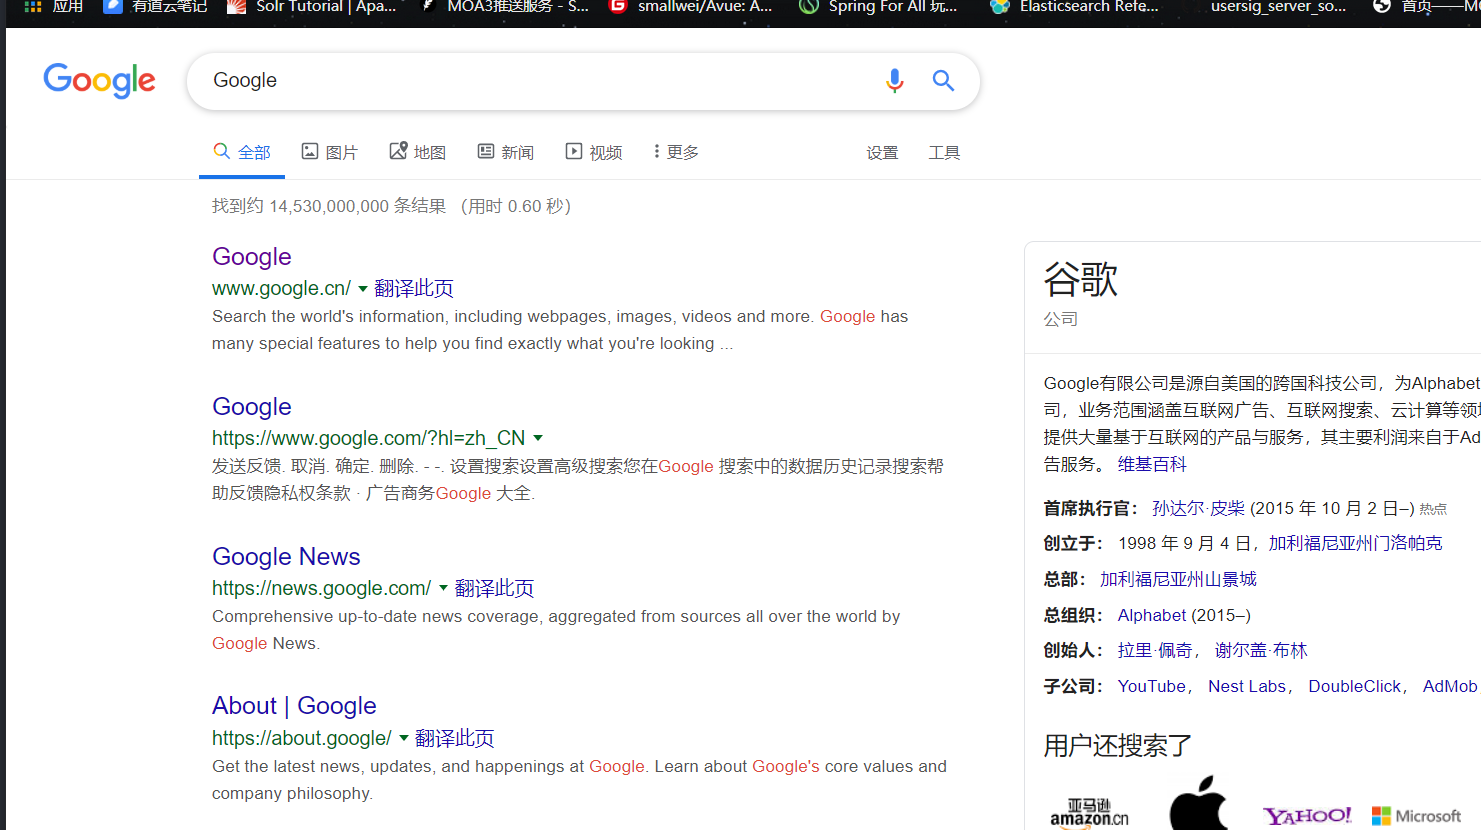 应用 有道云笔记 Solr Tutorial | Apa... MOA3推送服务 - S... smallwei/Avue: A... Spring For All 玩... Elasticsearch Refe... usersig_server_so... 首页——MO
Google Google
全部 图片 地图 新闻 视频 更多 设置 工具
找到约 14,530,000,000 条结果 （用时 0.60 秒）
Google
www.google.cn/ 翻译此页
Search the world's information, including webpages, images, videos and more. Google has
many special features to help you find exactly what you're looking ...
Google
https://www.google.com/?hl=zh_CN
发送反馈. 取消. 确定. 删除. - -. 设置搜索设置高级搜索您在Google 搜索中的数据历史记录搜索帮
助反馈隐私权条款 · 广告商务Google 大全.
Google News
https://news.google.com/ 翻译此页
Comprehensive up-to-date news coverage, aggregated from sources all over the world by
Google News.
About | Google
https://about.google/ 翻译此页
Get the latest news, updates, and happenings at Google. Learn about Google's core values and
company philosophy.
谷歌
公司
Google有限公司是源自美国的跨国科技公司，为Alphabet
司，业务范围涵盖互联网广告、互联网搜索、云计算等领域
提供大量基于互联网的产品与服务，其主要利润来自于Ad
告服务。 维基百科
首席执行官： 孙达尔·皮柴 (2015 年 10 月 2 日–) 热点
创立于： 1998 年 9 月 4 日，加利福尼亚州门洛帕克
总部： 加利福尼亚州山景城
总组织： Alphabet (2015–)
创始人： 拉里·佩奇， 谢尔盖·布林
子公司： YouTube， Nest Labs， DoubleClick， AdMob
用户还搜索了
亚马逊
amazon.cn YAHOO! Microsoft